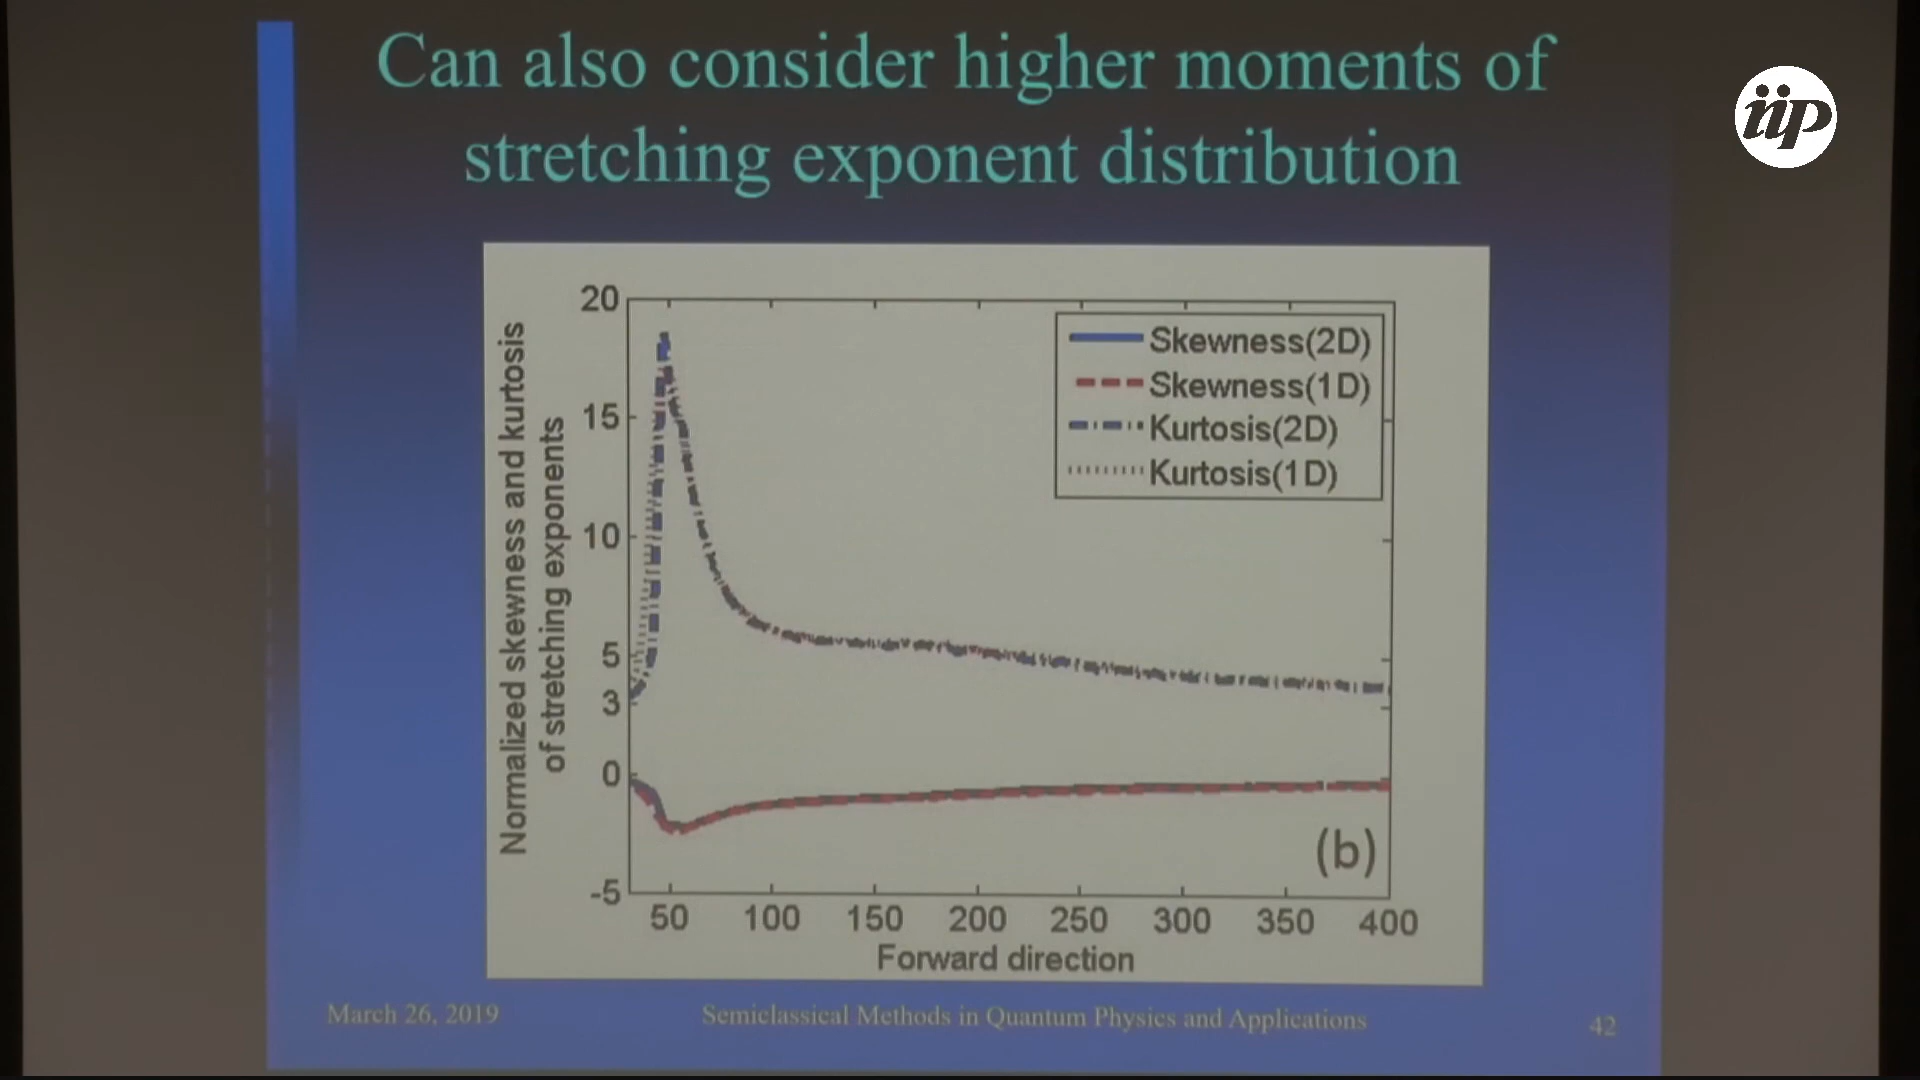 Can also consider higher moments of
stretching exponent distribution
iip
Normalized skewness and kurtosis
of stretching exponents
20
15
10
5
3
0
-5
Skewness(2D)
Skewness(1D)
Kurtosis(2D)
Kurtosis(1D)
(b)
50 100 150 200 250 300 350 400
Forward direction
March 26, 2019
Semiclassical Methods in Quantum Physics and Applications
42